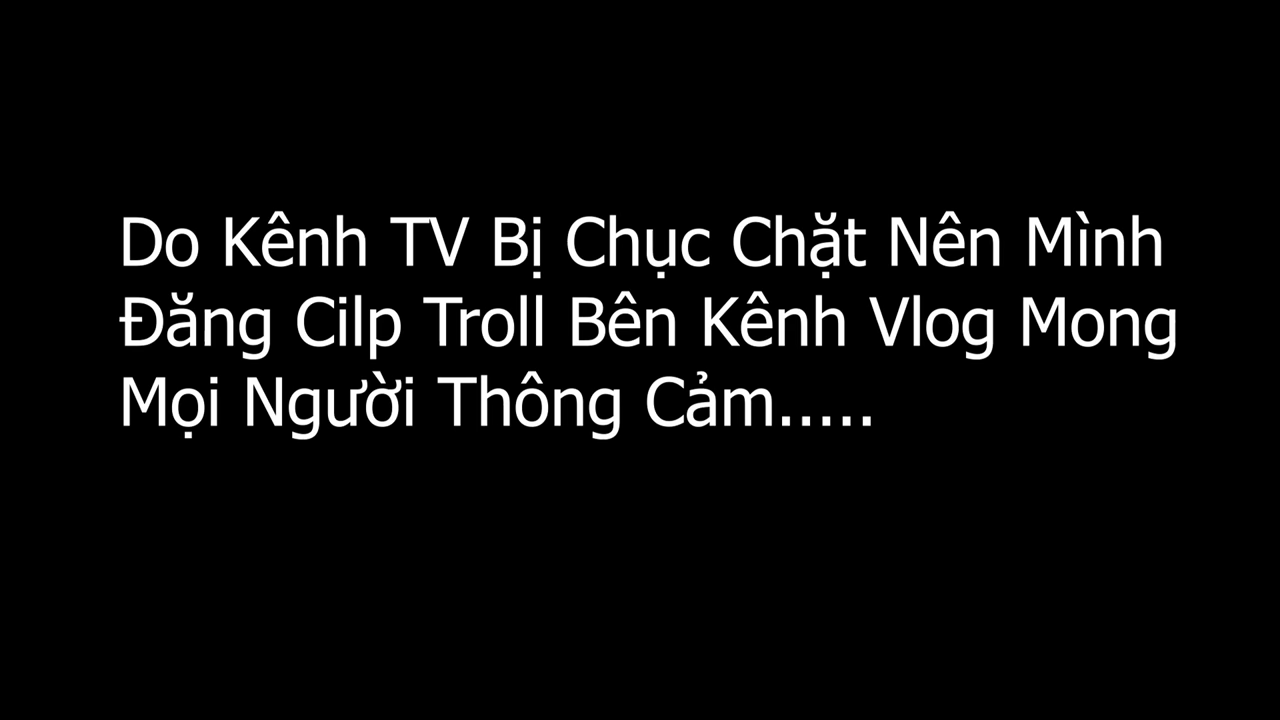 Do Kênh TV Bị Chục Chặt Nên Mình
Đăng Cilp Troll Bên Kênh Vlog Mong
Mọi Người Thông Cảm.....